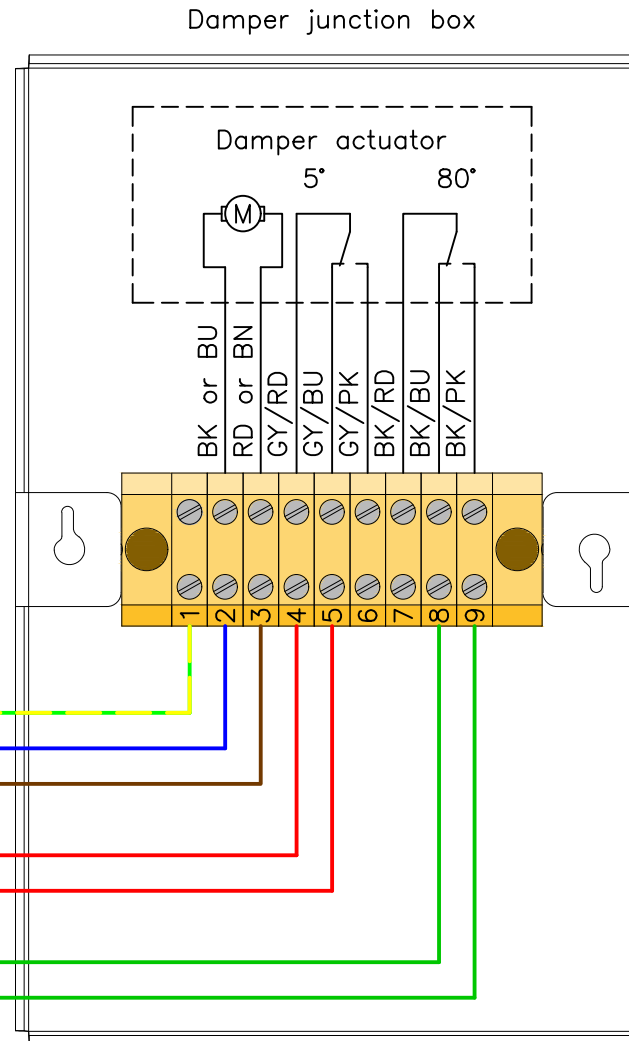 Damper junction box
Damper actuator
5° 80°
M
BK or BU
RD or BN
GY/RD
GY/BU
GY/PK
BK/RD
BK/BU
BK/PK
1 2 3 4 5 6 7 8 9